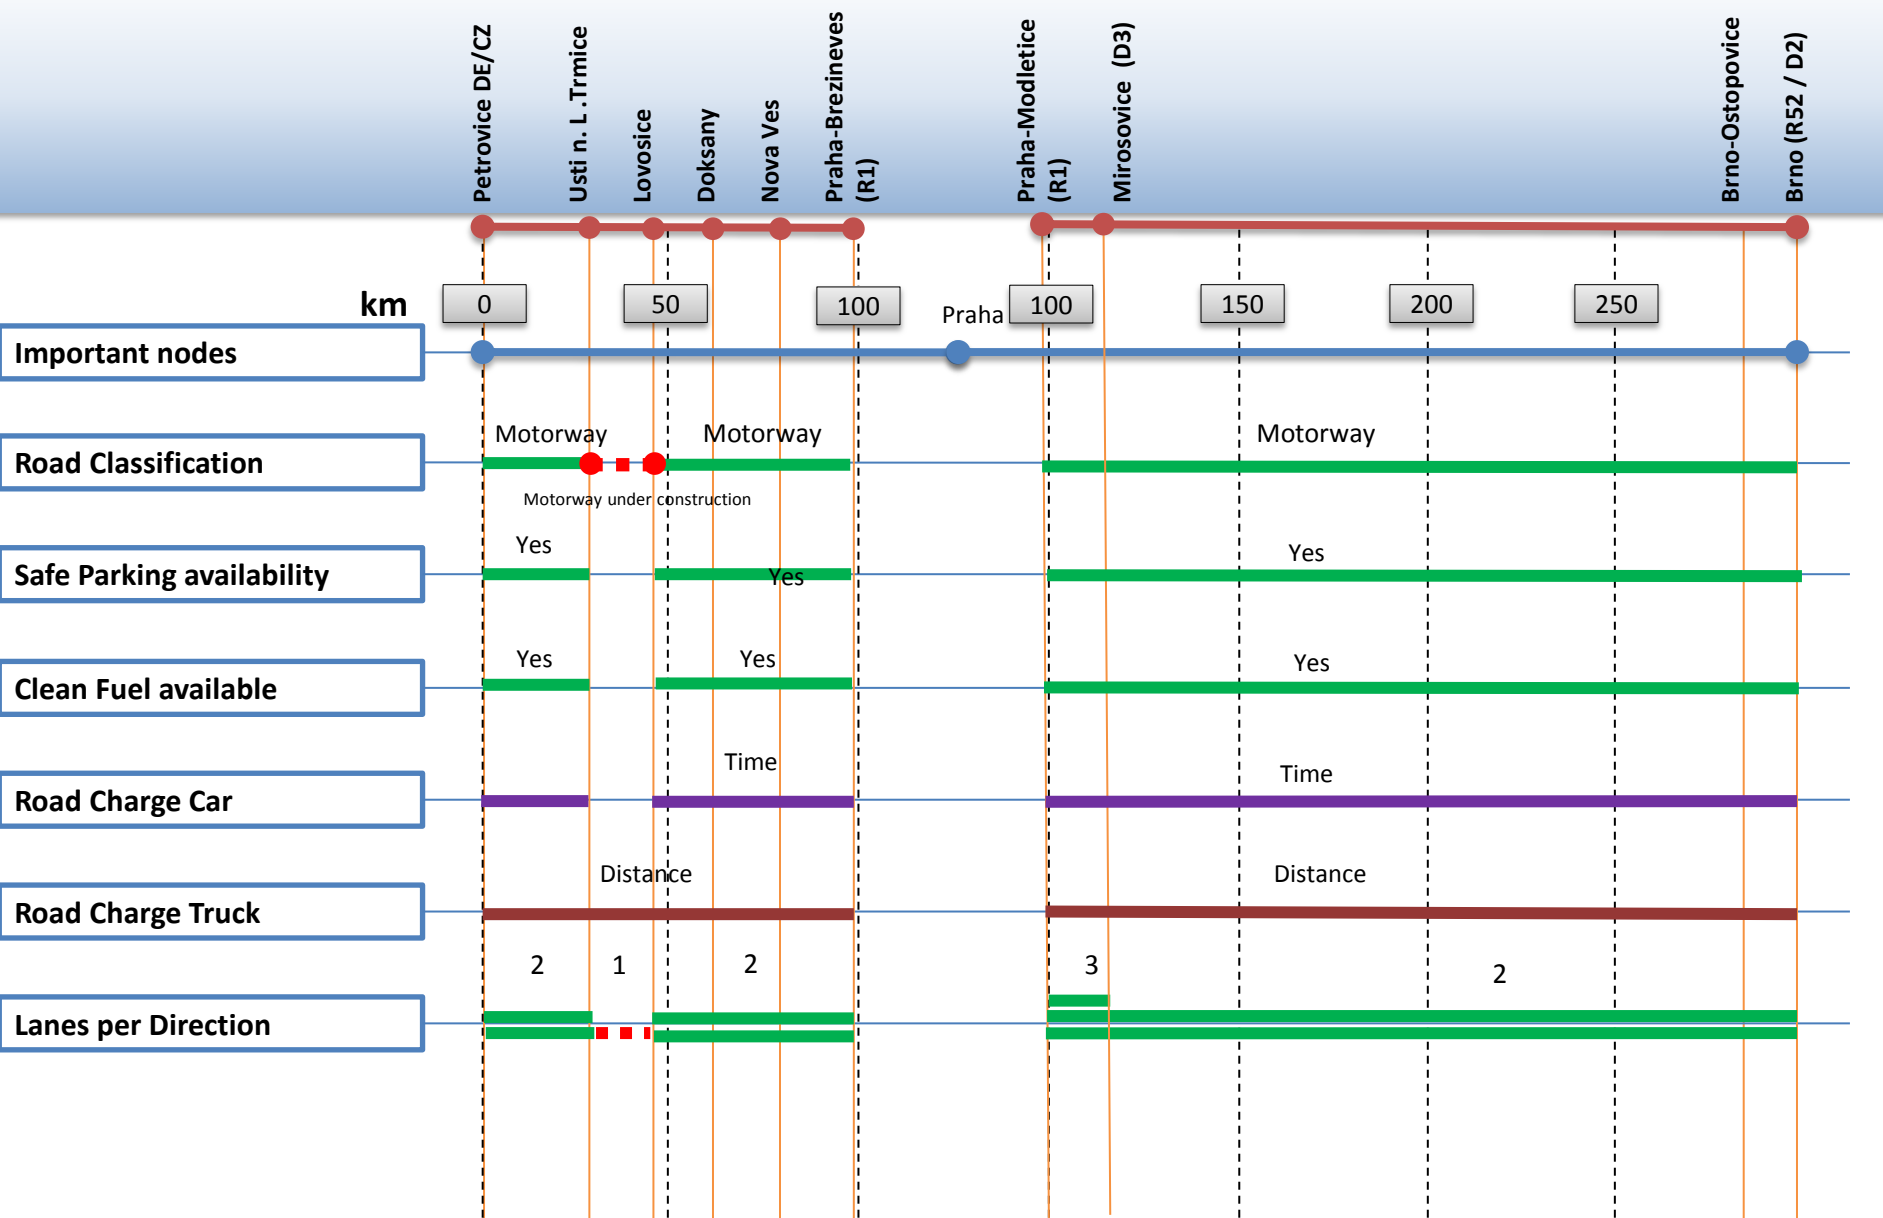 Petrovice DE/CZ
Usti n. L .Trmice
Lovosice
Doksany
Nova Ves
Praha-Brezineves
(R1)
Praha-Modletice
(R1)
Mirosovice (D3)
Brno-Ostopovice
Brno (R52 / D2)
km
0
50
100
Praha
100
150
200
250
Important nodes
Road Classification
Motorway
Motorway
Motorway
Motorway under construction
Safe Parking availability
Yes
Yes
Yes
Clean Fuel available
Yes
Yes
Yes
Road Charge Car
Time
Time
Road Charge Truck
Distance
Distance
Lanes per Direction
2
1
2
3
2